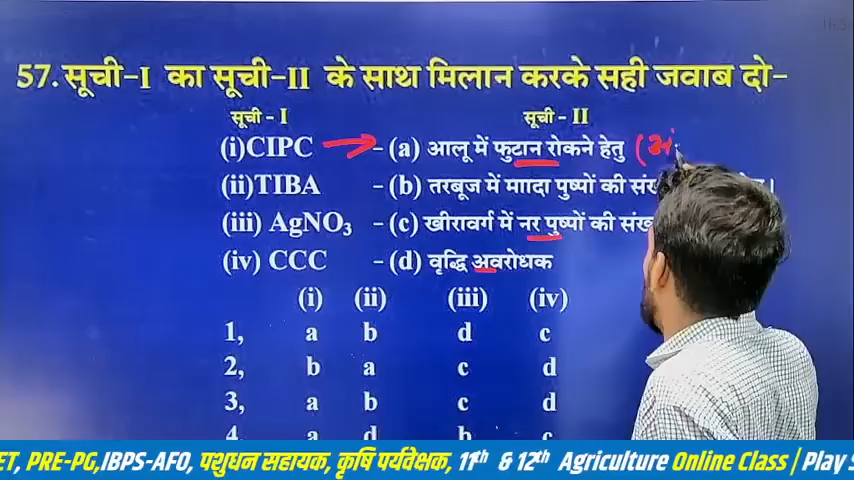 57. सूची-I का सूची-II के साथ मिलान करके सही जवाब दो-
सूची - I सूची - II
(i)CIPC - (a) आलू में फुटान रोकने हेतु (अं
(ii)TIBA - (b) तरबूज में माादा पुष्पों की
(iii) AgNO₃ - (c) खीरावर्ग में नर पुष्पों की
(iv) CCC - (d) वृद्धि अवरोधक
(i) (ii) (iii) (iv)
1, a b d c
2, b a c d
3, a b c d
4, a d b c
ET, PRE-PG,IBPS-AFO, पशुधन सहायक, कृषि पर्यवेक्षक, 11th & 12th Agriculture Online Class | Play S